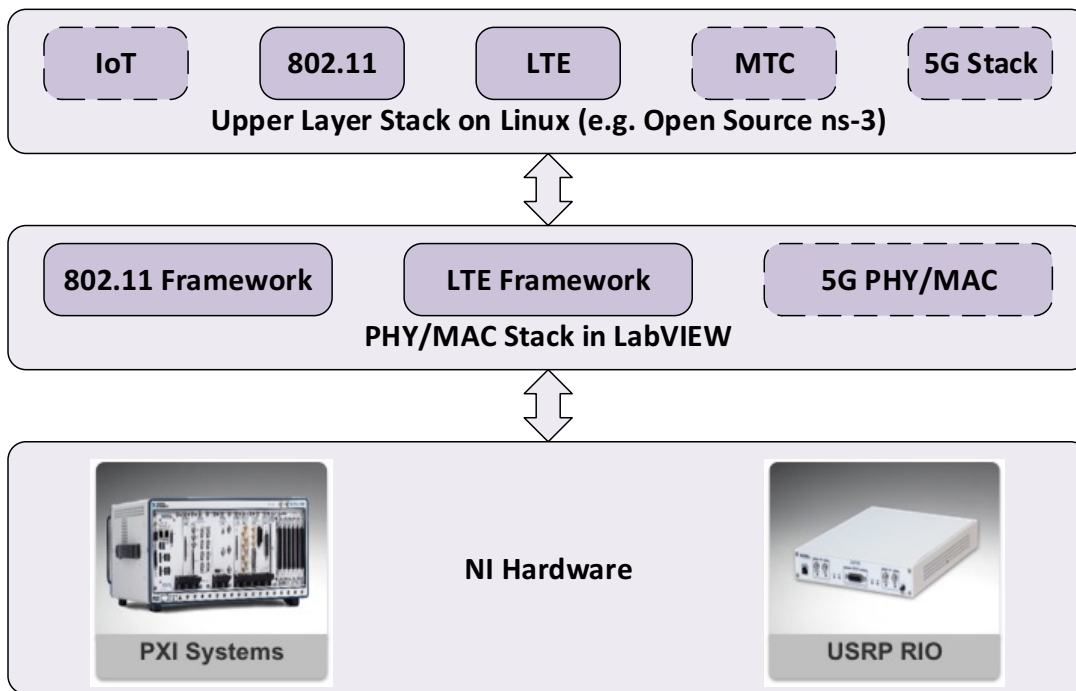 IoT
802.11
LTE
MTC
5G Stack
Upper Layer Stack on Linux (e.g. Open Source ns-3)
802.11 Framework
LTE Framework
5G PHY/MAC
PHY/MAC Stack in LabVIEW
NI Hardware
PXI Systems
USRP RIO